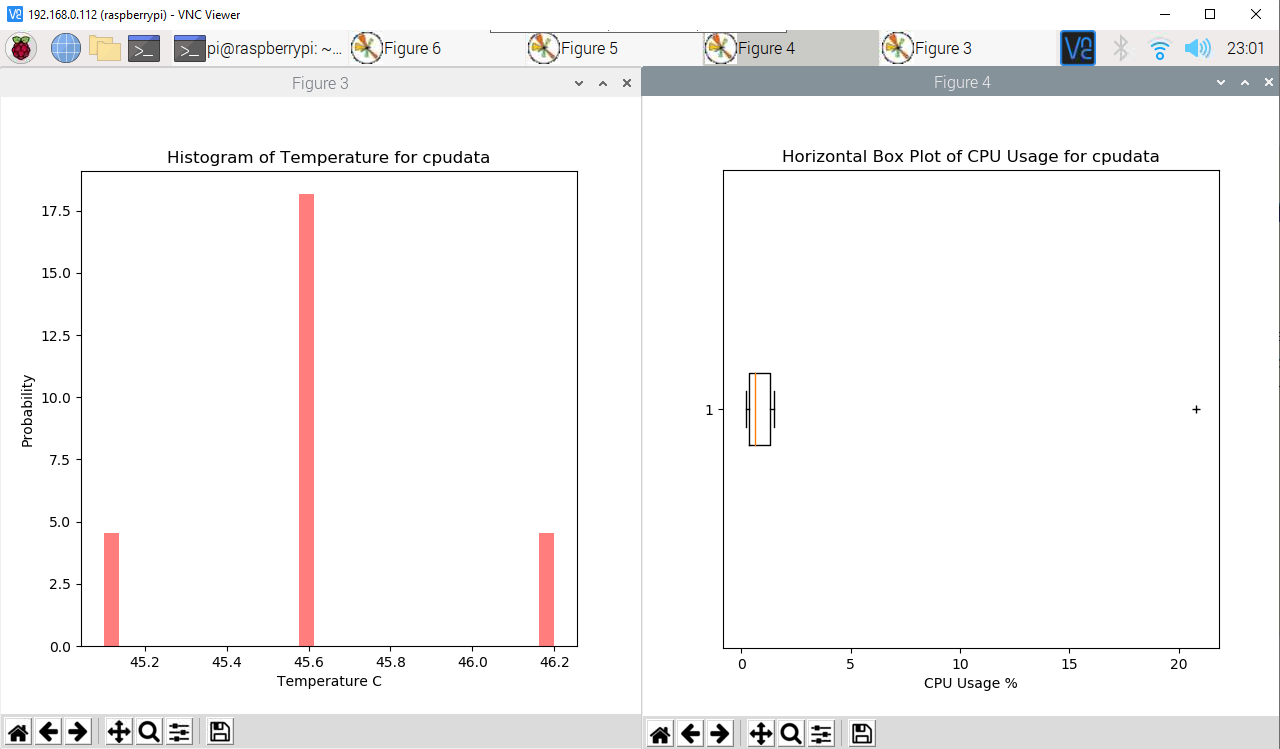 192.168.0.112 (raspberrypi) - VNC Viewer
pi@raspberrypi: ~... Figure 6 Figure 5 Figure 4 Figure 3 23:01
Figure 3
Histogram of Temperature for cpudata
17.5
15.0
12.5
10.0
7.5
5.0
2.5
0.0
Probability
45.2 45.4 45.6 45.8 46.0 46.2
Temperature C
Figure 4
Horizontal Box Plot of CPU Usage for cpudata
1
0 5 10 15 20
CPU Usage %